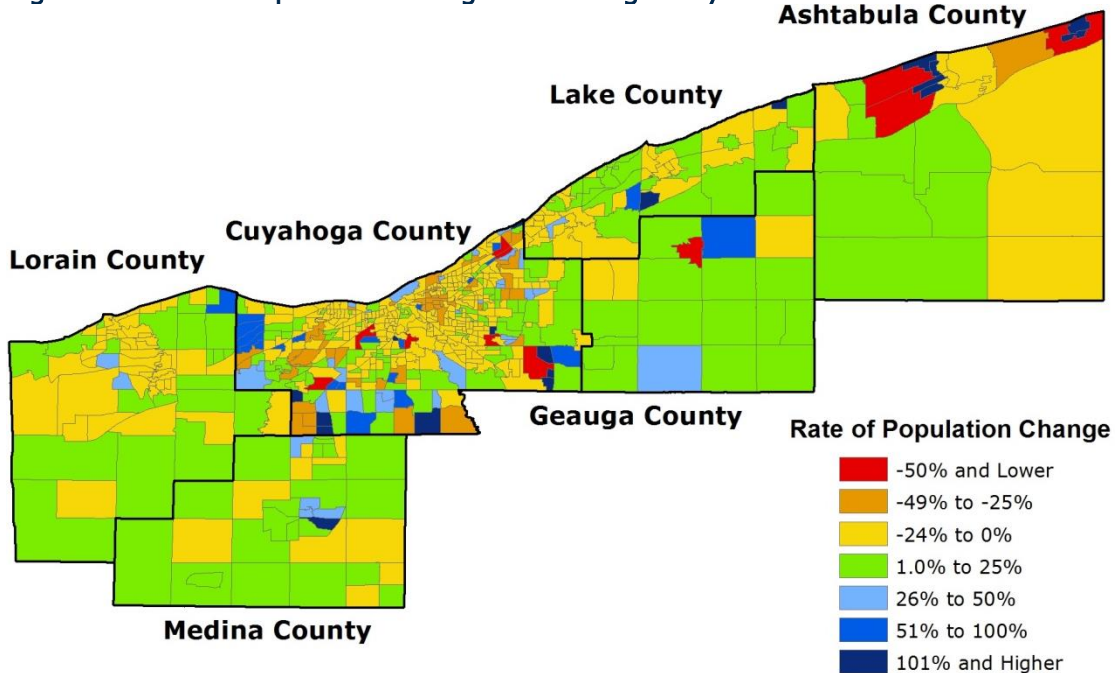 Ashtabula County
Lake County
Cuyahoga County
Lorain County
Geauga County
Medina County
Rate of Population Change
-50% and Lower
-49% to -25%
-24% to 0%
1.0% to 25%
26% to 50%
51% to 100%
101% and Higher